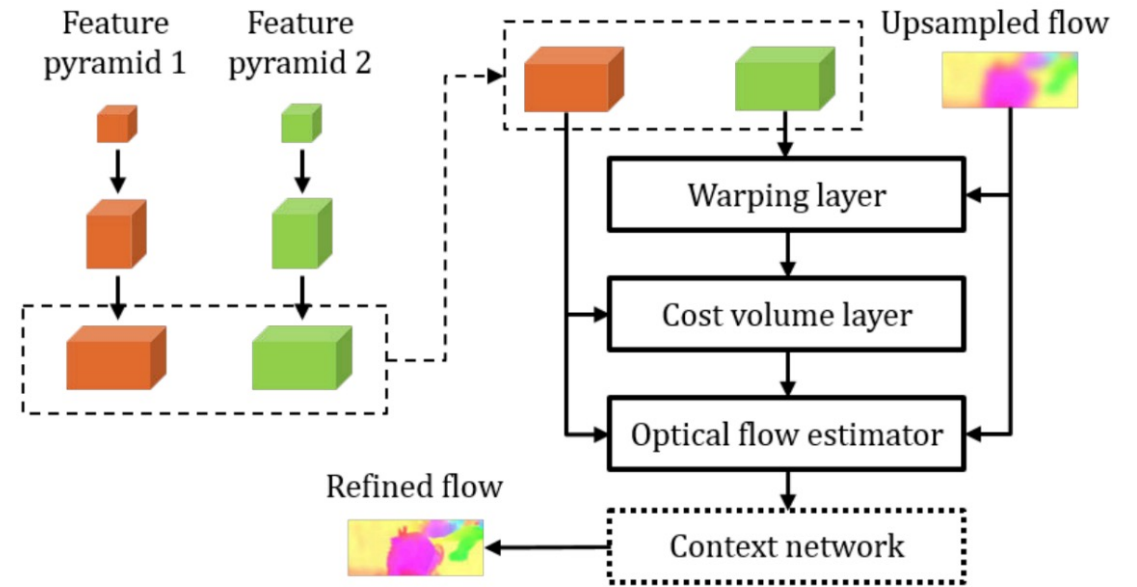 Feature
pyramid 1
Feature
pyramid 2
Upsampled flow
Warping layer
Cost volume layer
Optical flow estimator
Refined flow
Context network